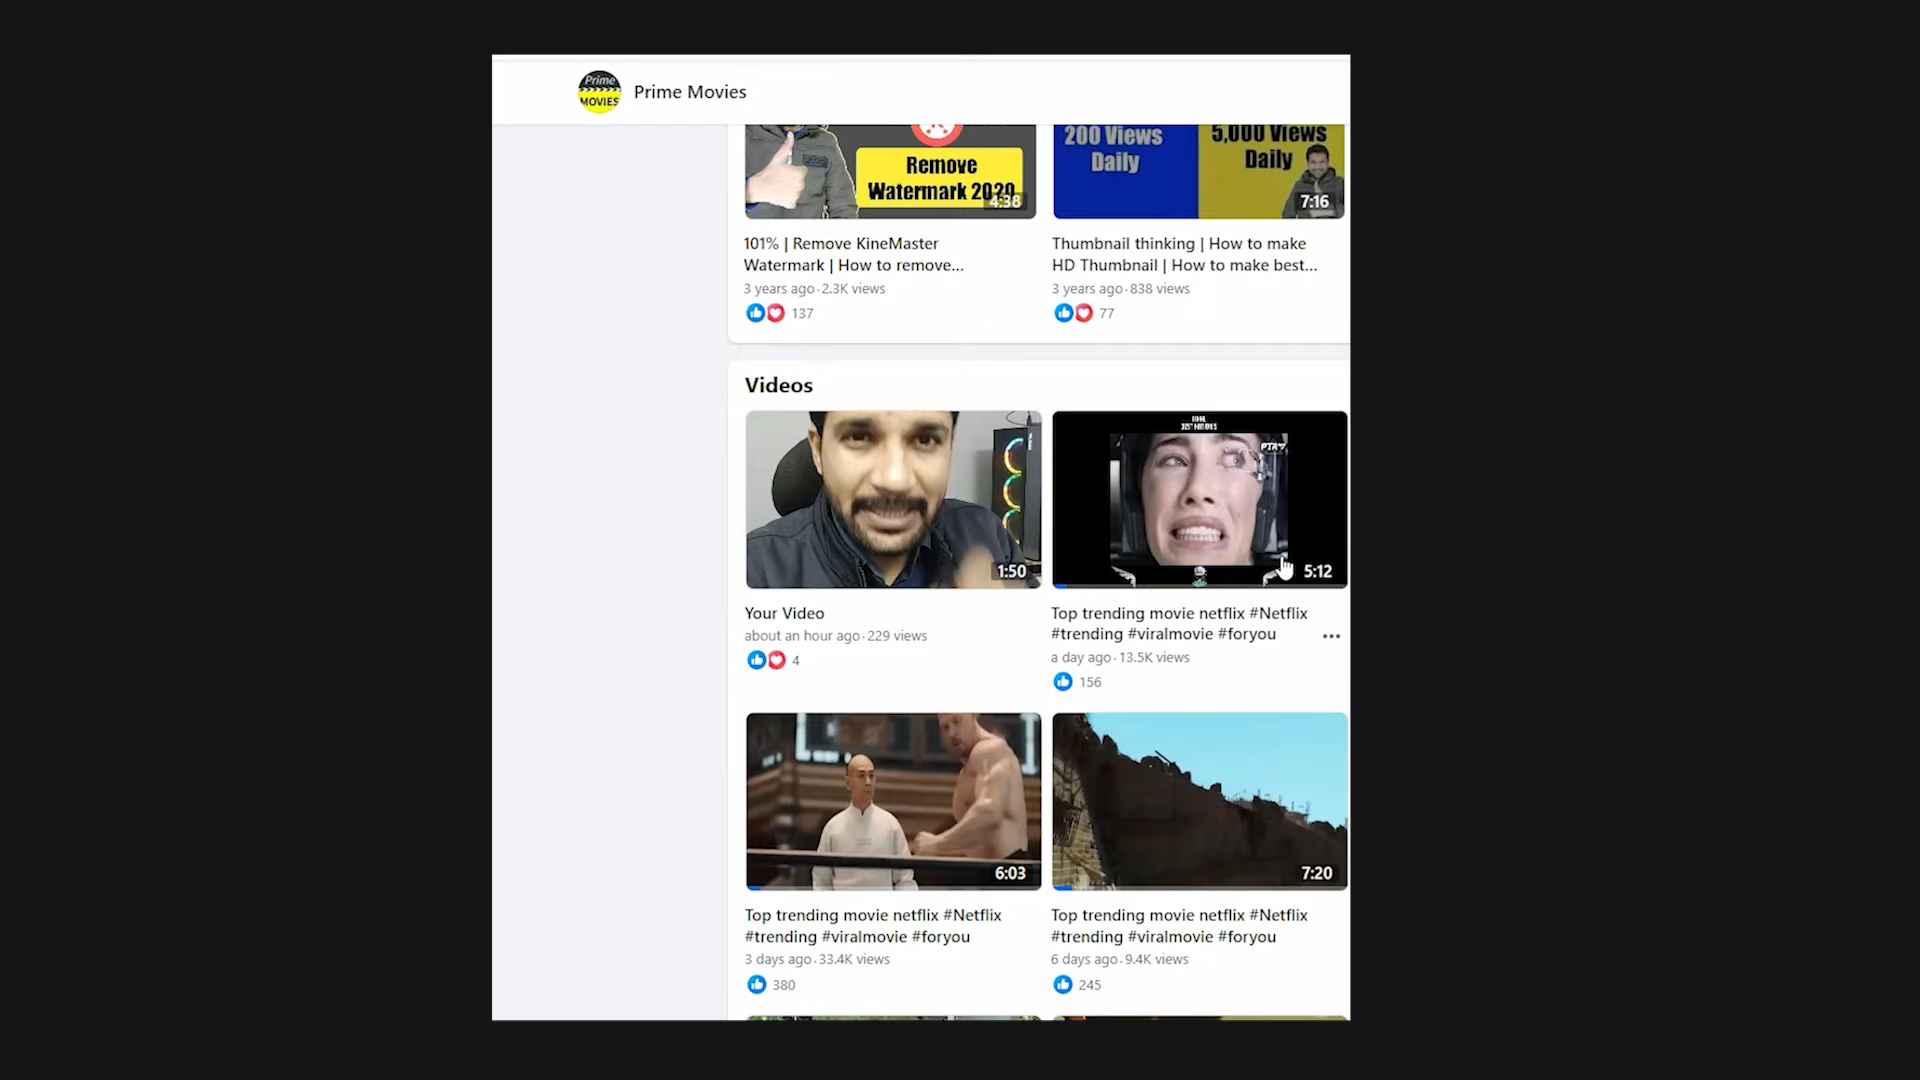 Prime
MOVIES
Prime Movies
Remove
Watermark 2020
4:38
200 Views
Daily
5,000 Views
Daily
7:16
101% | Remove KineMaster
Watermark | How to remove...
3 years ago · 2.3K views
137
Thumbnail thinking | How to make
HD Thumbnail | How to make best...
3 years ago · 838 views
77
Videos
1:50
PTR
5:12
Your Video
about an hour ago · 229 views
4
Top trending movie netflix #Netflix
#trending #viralmovie #foryou
a day ago · 13.5K views
156
6:03
7:20
Top trending movie netflix #Netflix
#trending #viralmovie #foryou
3 days ago · 33.4K views
380
Top trending movie netflix #Netflix
#trending #viralmovie #foryou
6 days ago · 9.4K views
245